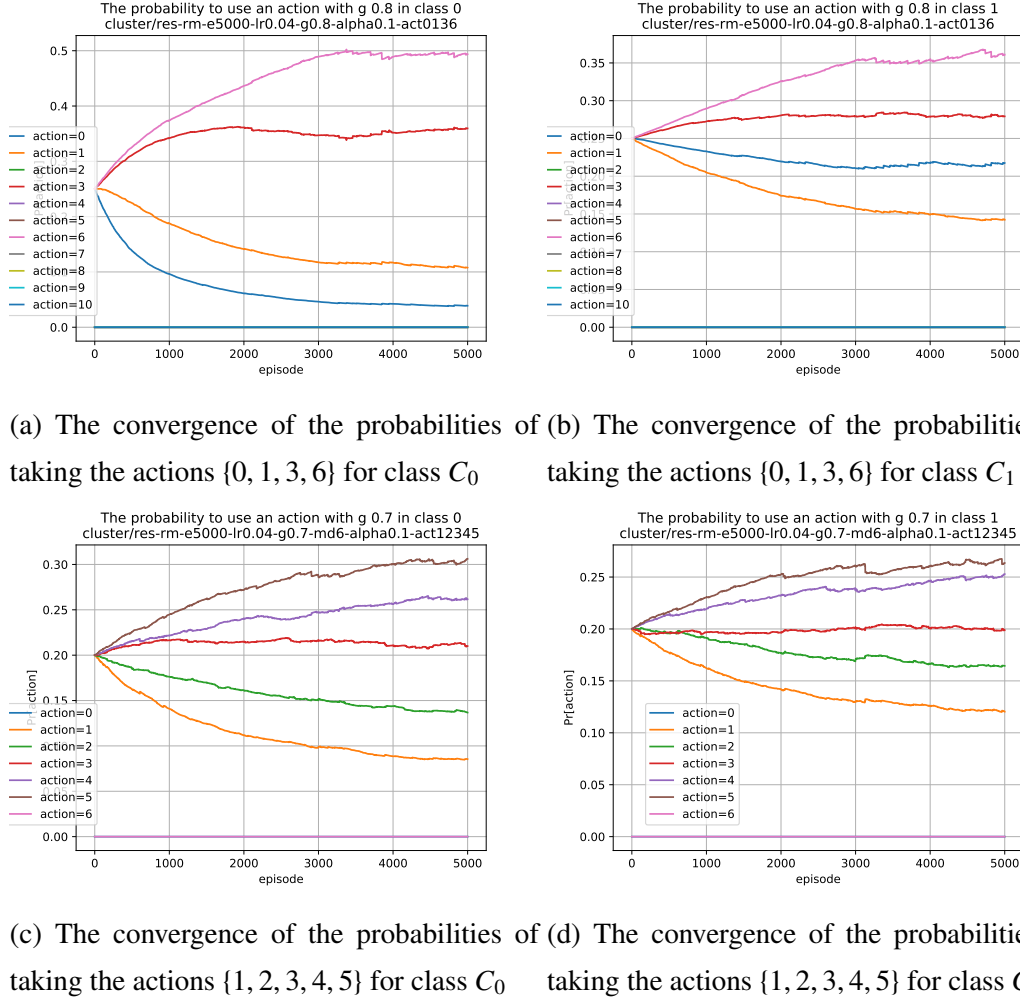 The probability to use an action with g 0.8 in class 0
cluster/res-rm-e5000-lr0.04-g0.8-alpha0.1-act0136
0.5
0.4
0.0
action=0
action=1
action=2
action=3
action=4
action=5
action=6
action=7
action=8
action=9
action=10
0 1000 2000 3000 4000 5000
episode
The probability to use an action with g 0.8 in class 1
cluster/res-rm-e5000-lr0.04-g0.8-alpha0.1-act0136
0.35
0.30
0.25
0.20
0.15
0.00
action=0
action=1
action=2
action=3
action=4
action=5
action=6
action=7
action=8
action=9
action=10
0 1000 2000 3000 4000 5000
episode
(a) The convergence of the probabilities of
taking the actions {0, 1, 3, 6} for class C0
(b) The convergence of the probabilitie
taking the actions {0, 1, 3, 6} for class C1
The probability to use an action with g 0.7 in class 0
cluster/res-rm-e5000-lr0.04-g0.7-md6-alpha0.1-act12345
Pr[action]
0.30
0.25
0.20
0.15
0.05
0.00
action=0
action=1
action=2
action=3
action=4
action=5
action=6
0 1000 2000 3000 4000 5000
episode
The probability to use an action with g 0.7 in class 1
cluster/res-rm-e5000-lr0.04-g0.7-md6-alpha0.1-act12345
Pr[action]
0.25
0.20
0.15
0.10
0.05
0.00
action=0
action=1
action=2
action=3
action=4
action=5
action=6
0 1000 2000 3000 4000 5000
episode
(c) The convergence of the probabilities of
taking the actions {1, 2, 3, 4, 5} for class C0
(d) The convergence of the probabilitie
taking the actions {1, 2, 3, 4, 5} for class C